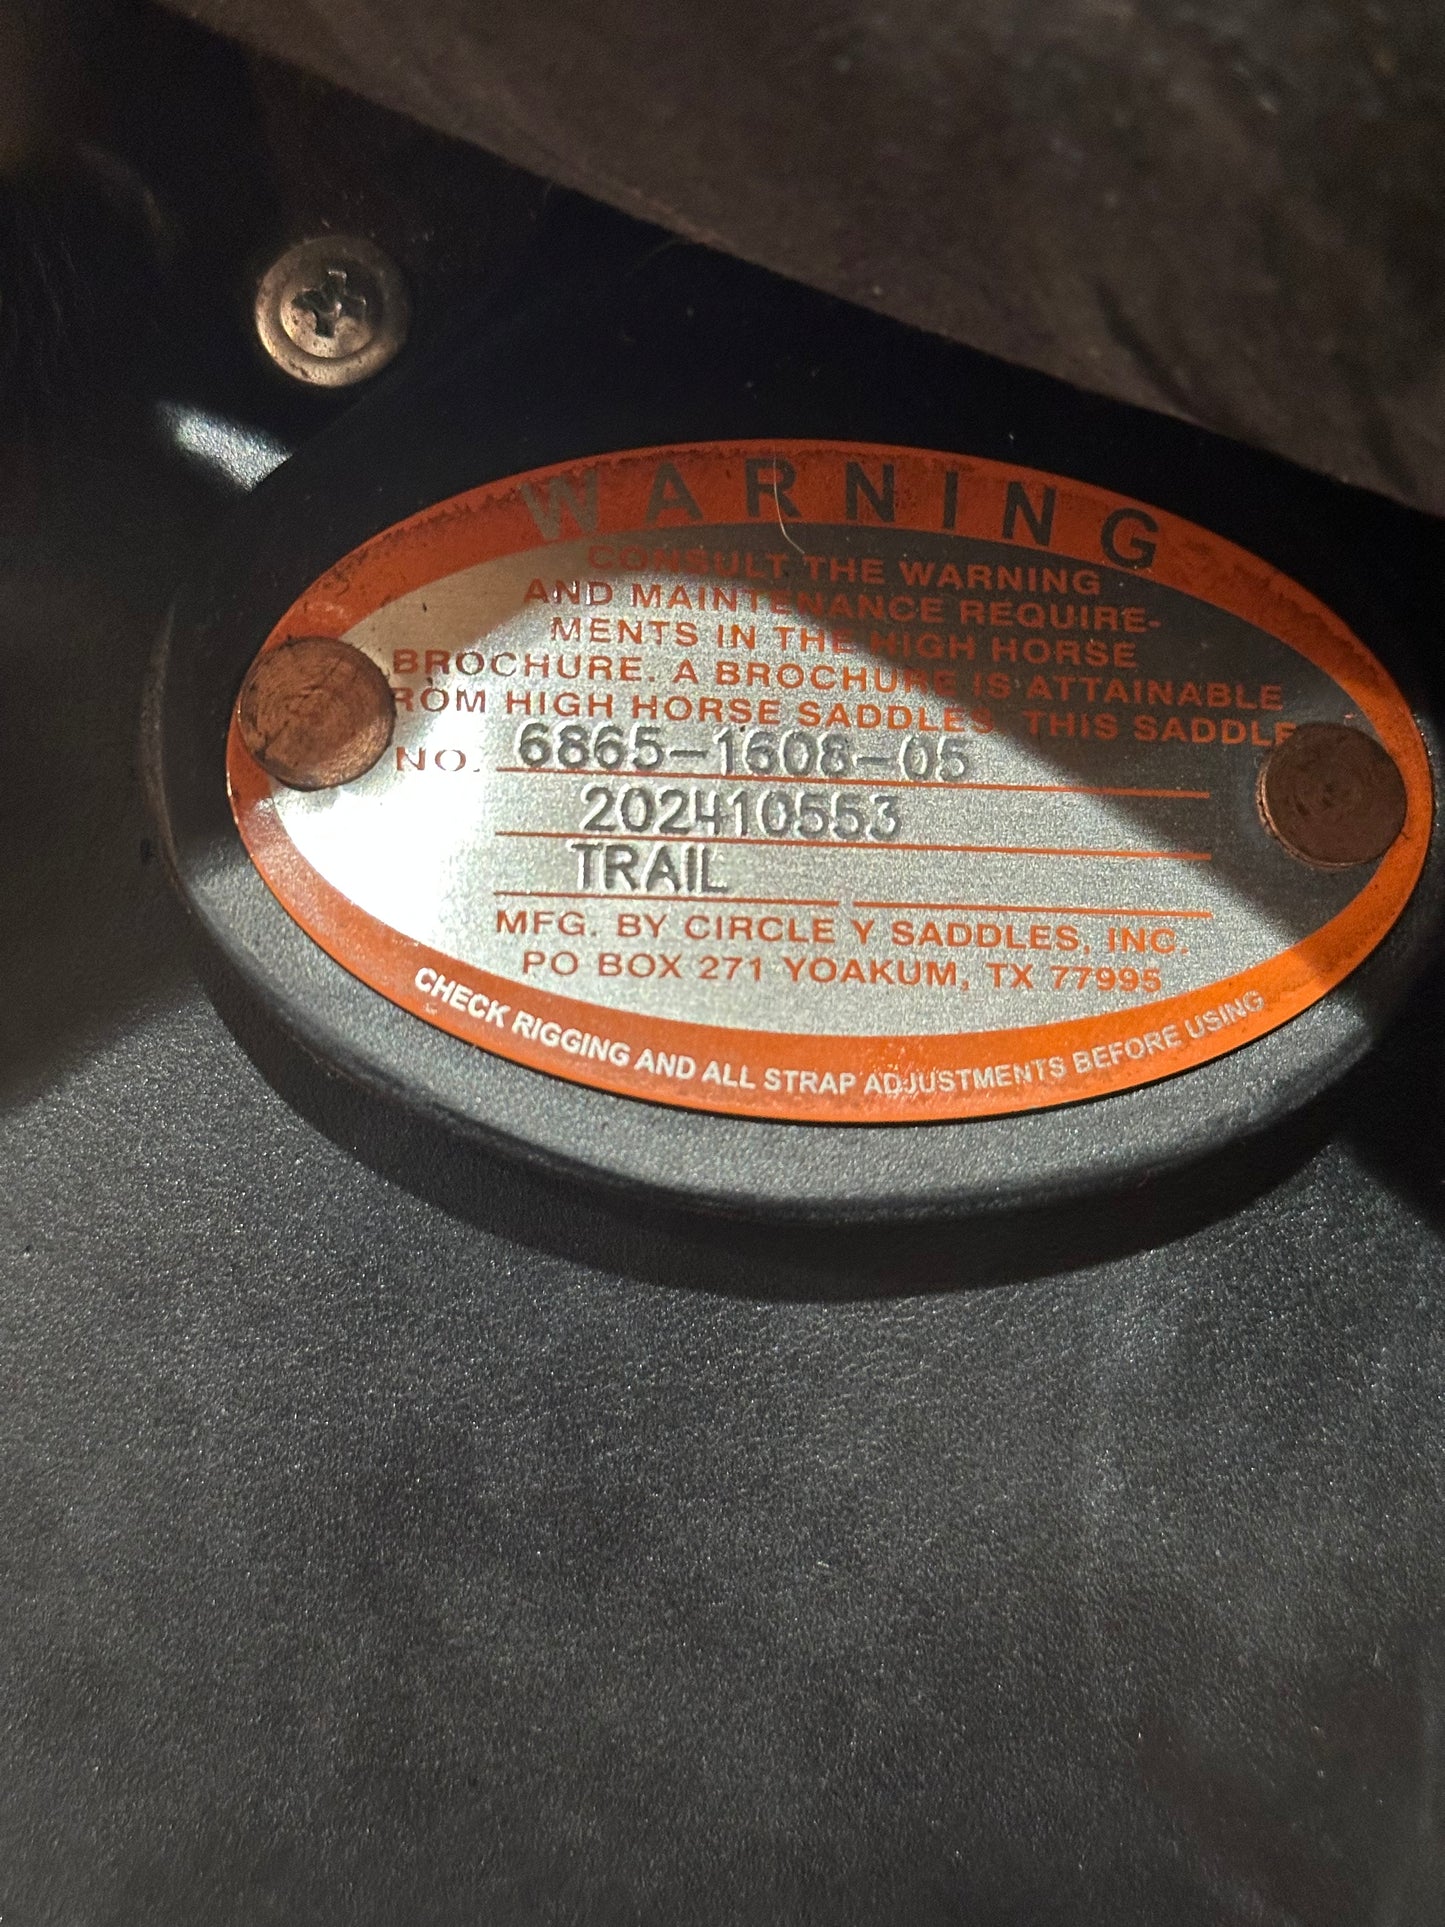 WARNING
CONSULT THE WARNING
AND MAINTENANCE REQUIRE-
MENTS IN THE HIGH HORSE
BROCHURE. A BROCHURE IS ATTAINABLE
ROM HIGH HORSE SADDLES. THIS SADDLE
NO. 6865-1608-05
202410553
TRAIL
MFG. BY CIRCLE Y SADDLES, INC.
PO BOX 271 YOAKUM, TX 77995
CHECK RIGGING AND ALL STRAP ADJUSTMENTS BEFORE USING